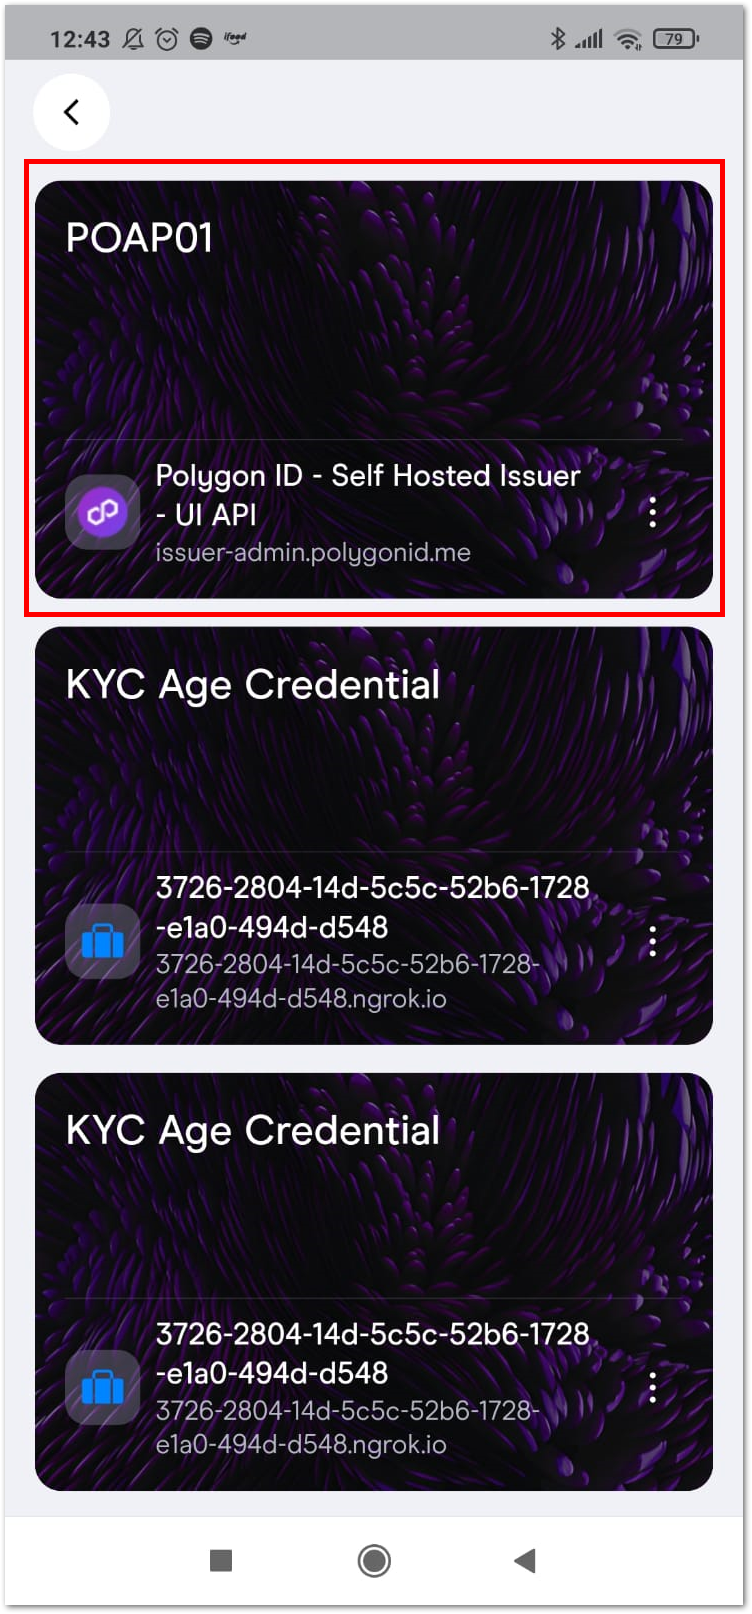 12:43
ifood
79
POAP01
Polygon ID - Self Hosted Issuer
- UI API
issuer-admin.polygonid.me
KYC Age Credential
3726-2804-14d-5c5c-52b6-1728
-e1a0-494d-d548
3726-2804-14d-5c5c-52b6-1728-
e1a0-494d-d548.ngrok.io
KYC Age Credential
3726-2804-14d-5c5c-52b6-1728
-e1a0-494d-d548
3726-2804-14d-5c5c-52b6-1728-
e1a0-494d-d548.ngrok.io